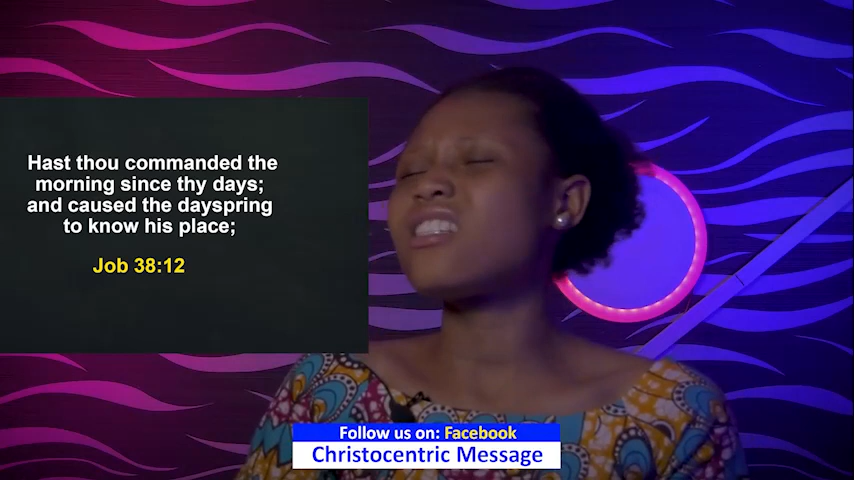 Hast thou commanded the
morning since thy days;
and caused the dayspring
to know his place;
Job 38:12
Follow us on: Facebook
Christocentric Message